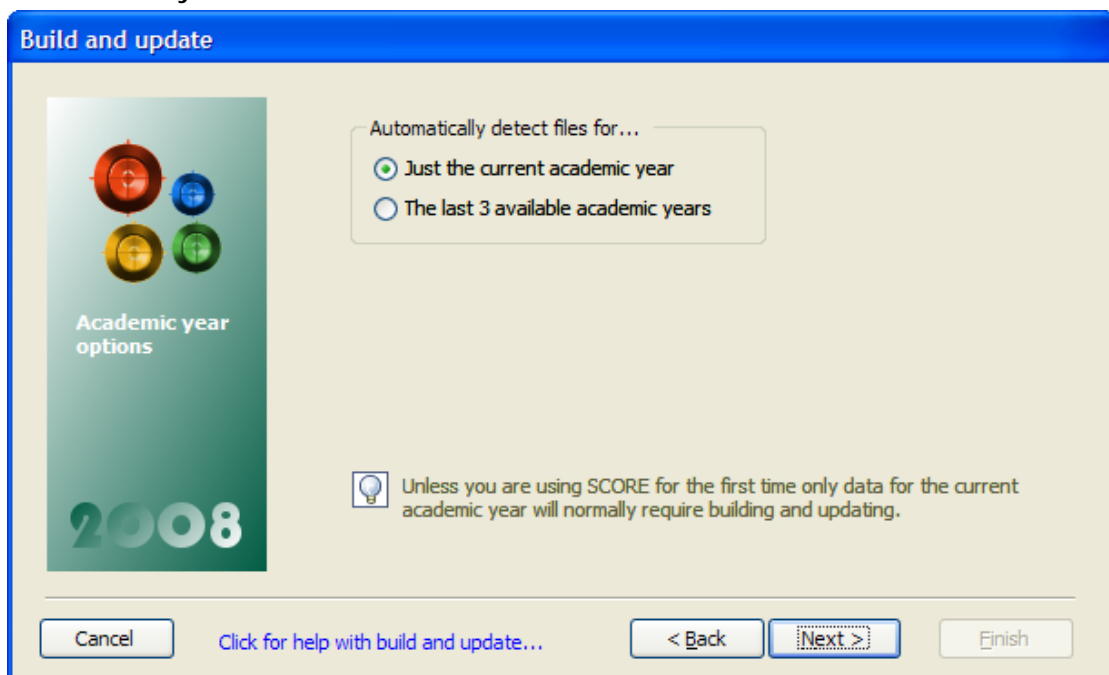 Build and update
Automatically detect files for...
Just the current academic year
The last 3 available academic years
Academic year
options
Unless you are using SCORE for the first time only data for the current
academic year will normally require building and updating.
2008
Cancel
Click for help with build and update...
< Back
Next >
Finish